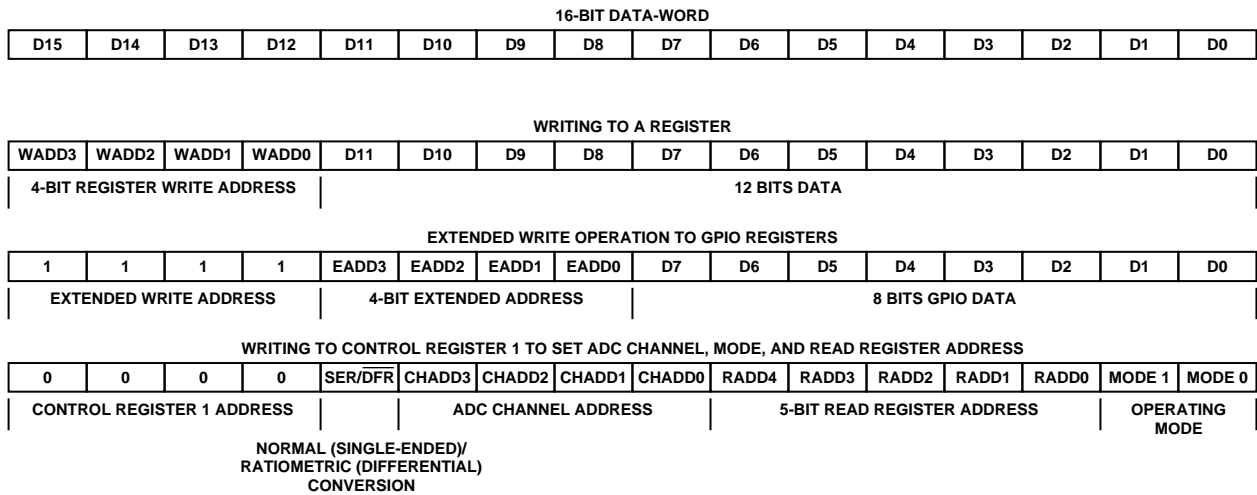 16-BIT DATA-WORD
D15 D14 D13 D12 D11 D10 D9 D8 D7 D6 D5 D4 D3 D2 D1 D0
WRITING TO A REGISTER
WADD3 WADD2 WADD1 WADD0 D11 D10 D9 D8 D7 D6 D5 D4 D3 D2 D1 D0
4-BIT REGISTER WRITE ADDRESS 12 BITS DATA
EXTENDED WRITE OPERATION TO GPIO REGISTERS
1 1 1 1 EADD3 EADD2 EADD1 EADD0 D7 D6 D5 D4 D3 D2 D1 D0
EXTENDED WRITE ADDRESS 4-BIT EXTENDED ADDRESS 8 BITS GPIO DATA
WRITING TO CONTROL REGISTER 1 TO SET ADC CHANNEL, MODE, AND READ REGISTER ADDRESS
0 0 0 0 SER/D̅F̅R̅ CHADD3 CHADD2 CHADD1 CHADD0 RADD4 RADD3 RADD2 RADD1 RADD0 MODE 1 MODE 0
CONTROL REGISTER 1 ADDRESS ADC CHANNEL ADDRESS 5-BIT READ REGISTER ADDRESS OPERATING
MODE
NORMAL (SINGLE-ENDED)/
RATIOMETRIC (DIFFERENTIAL)
CONVERSION